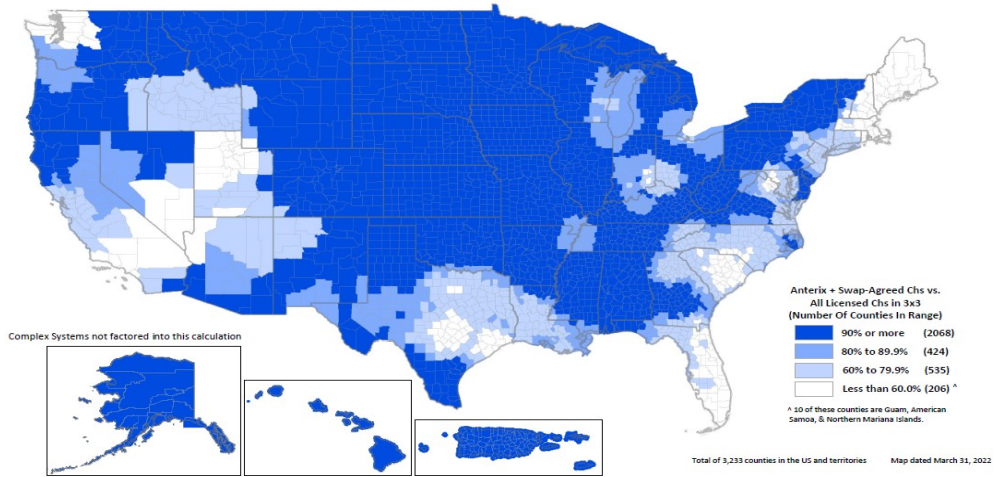 Anterix + Swap-Agreed Chs vs.
All Licensed Chs in 3x3
(Number Of Counties In Range)
90% or more (2068)
80% to 89.9% (424)
60% to 79.9% (535)
Less than 60.0% (206) ^
^ 10 of these counties are Guam, American
Samoa, & Northern Mariana Islands.
Complex Systems not factored into this calculation
Total of 3,233 counties in the US and territories Map dated March 31, 2022